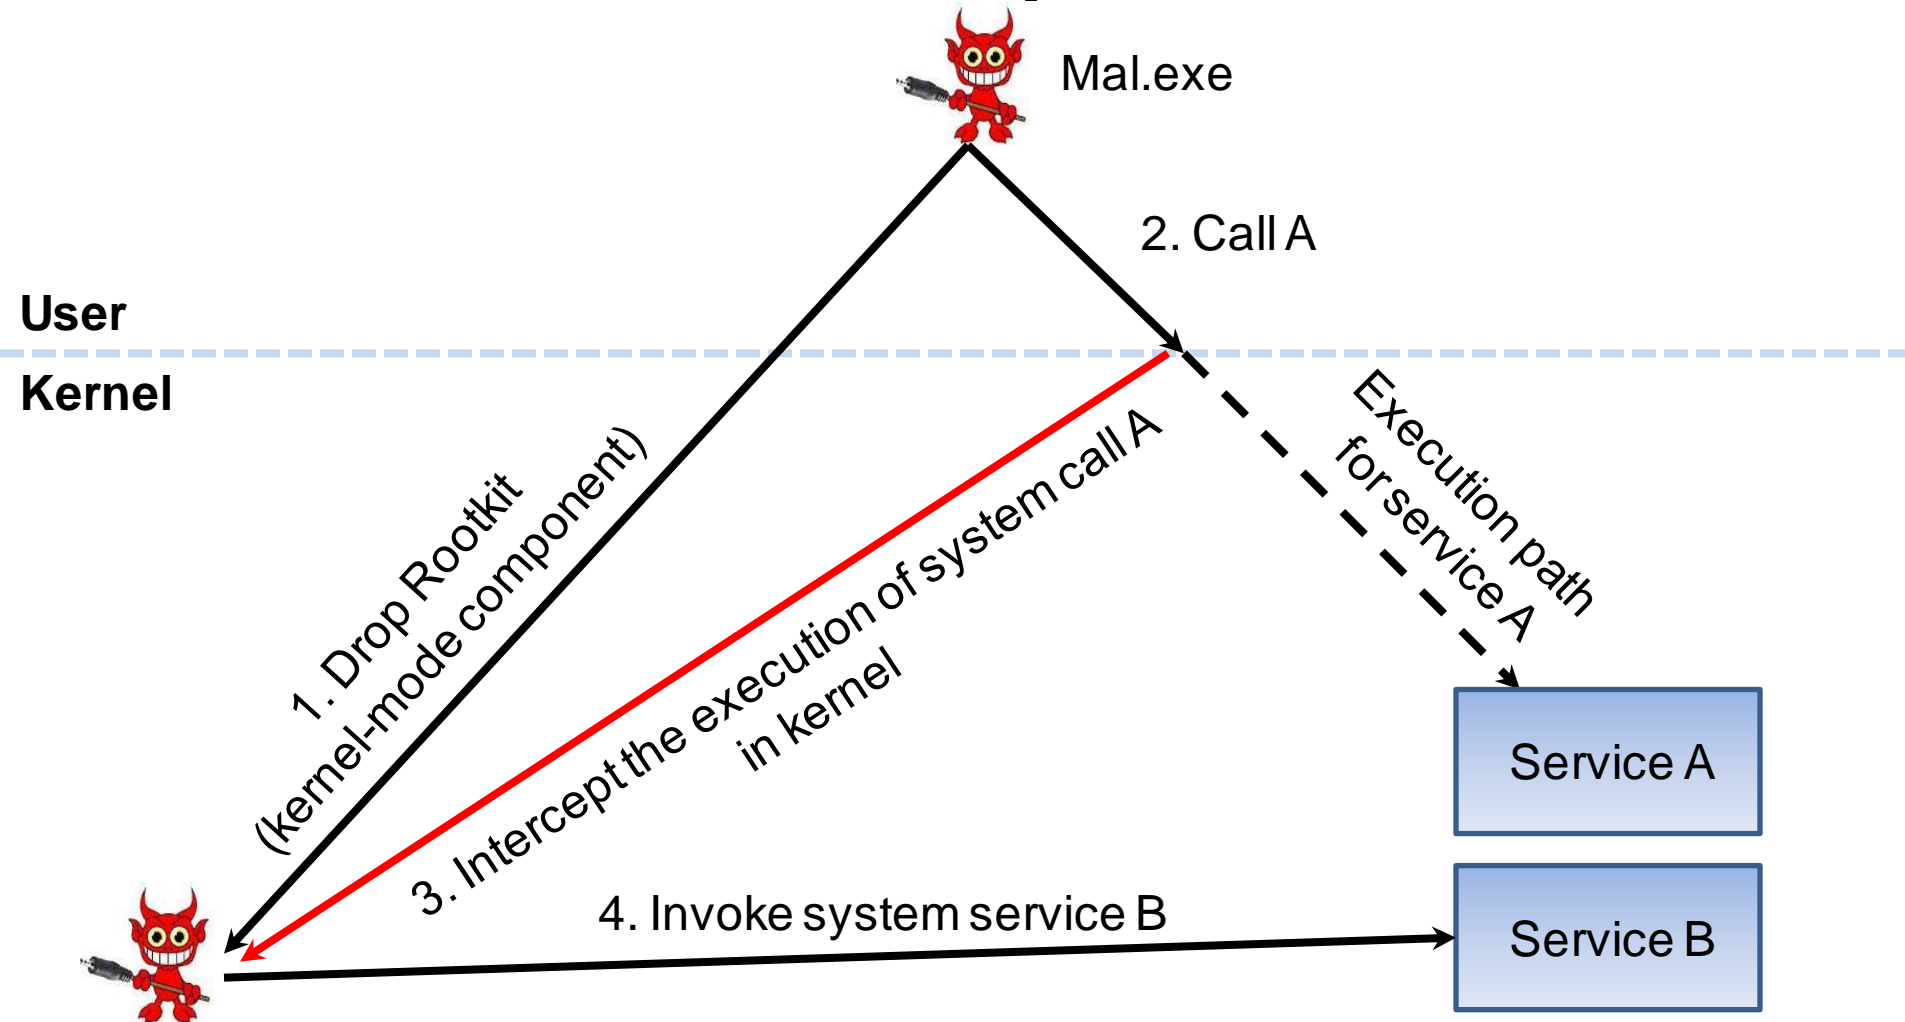 Mal.exe
2. Call A
User
Kernel
1. Drop Rootkit
(kernel-mode component)
3. Intercept the execution of system call A
in kernel
Execution path
for service A
Service A
4. Invoke system service B
Service B